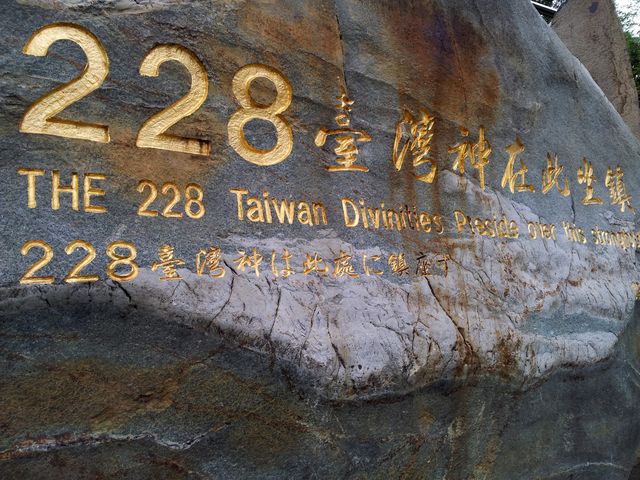 228臺灣神在此坐鎮
THE 228 Taiwan Divinities Preside over this strong
228臺灣神は此處に鎮座す